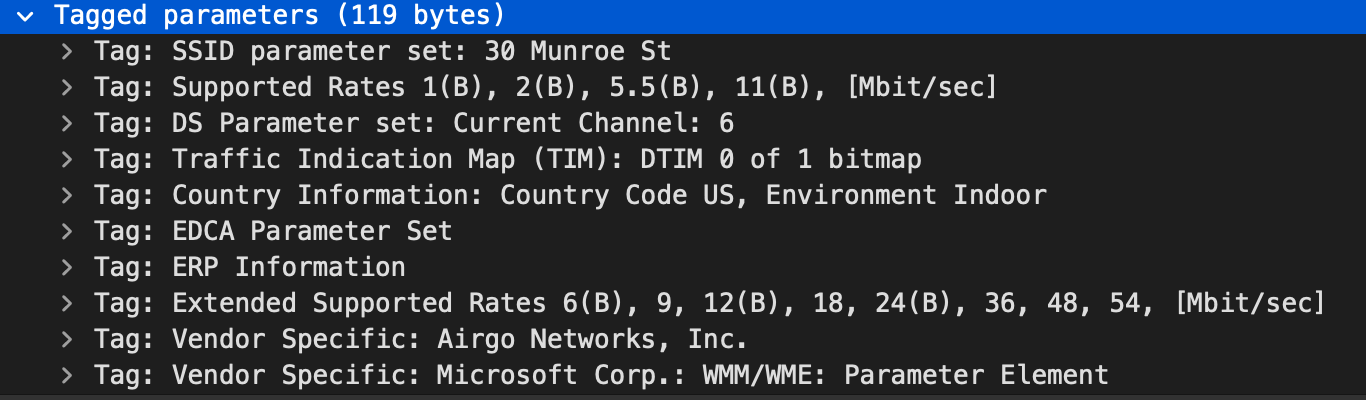 Tagged parameters (119 bytes)
Tag: SSID parameter set: 30 Munroe St
Tag: Supported Rates 1(B), 2(B), 5.5(B), 11(B), [Mbit/sec]
Tag: DS Parameter set: Current Channel: 6
Tag: Traffic Indication Map (TIM): DTIM 0 of 1 bitmap
Tag: Country Information: Country Code US, Environment Indoor
Tag: EDCA Parameter Set
Tag: ERP Information
Tag: Extended Supported Rates 6(B), 9, 12(B), 18, 24(B), 36, 48, 54, [Mbit/sec]
Tag: Vendor Specific: Airgo Networks, Inc.
Tag: Vendor Specific: Microsoft Corp.: WMM/WME: Parameter Element